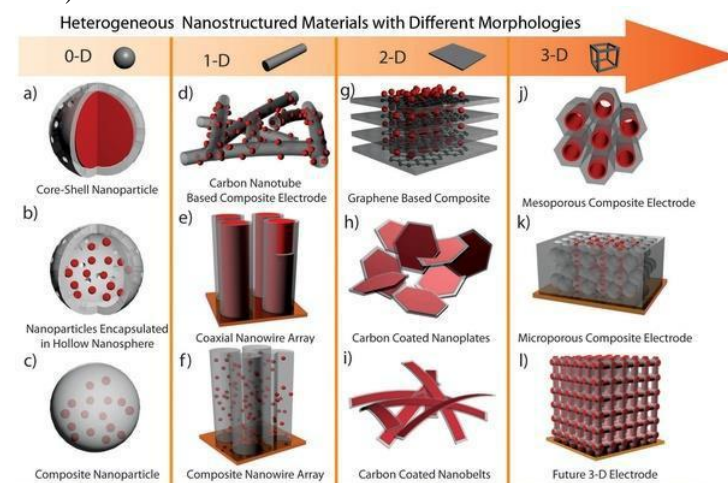 Heterogeneous Nanostructured Materials with Different Morphologies
0-D
1-D
2-D
3-D
a)
Core-Shell Nanoparticle
b)
Nanoparticles Encapsulated
in Hollow Nanosphere
c)
Composite Nanoparticle
d)
Carbon Nanotube
Based Composite Electrode
e)
Coaxial Nanowire Array
f)
Composite Nanowire Array
g)
Graphene Based Composite
h)
Carbon Coated Nanoplates
i)
Carbon Coated Nanobelts
j)
Mesoporous Composite Electrode
k)
Microporous Composite Electrode
l)
Future 3-D Electrode